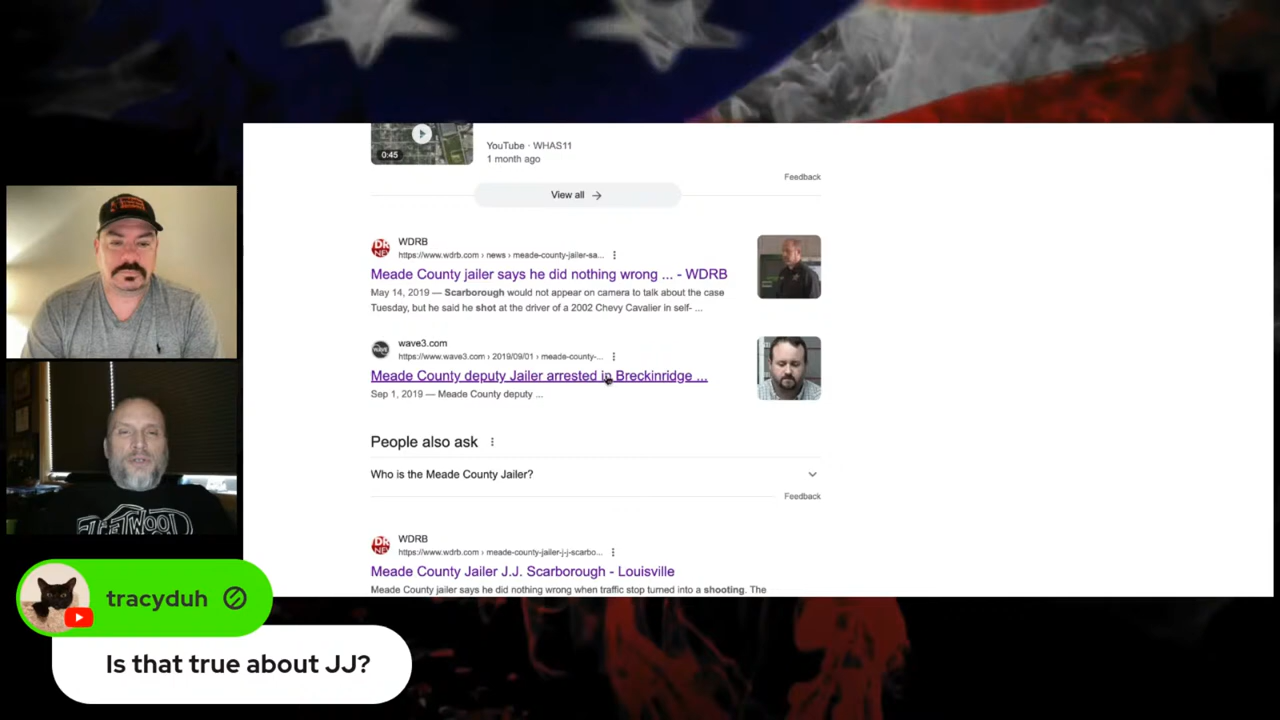 0:45
YouTube · WHAS11
1 month ago
Feedback
View all →
WDRB
https://www.wdrb.com › news › meade-county-jailer-sa...
Meade County jailer says he did nothing wrong ... - WDRB
May 14, 2019 — Scarborough would not appear on camera to talk about the case
Tuesday, but he said he shot at the driver of a 2002 Chevy Cavalier in self- ...
wave3.com
https://www.wave3.com › 2019/09/01 › meade-county-...
Meade County deputy Jailer arrested in Breckinridge ...
Sep 1, 2019 — Meade County deputy ...
People also ask
Who is the Meade County Jailer?
Feedback
WDRB
https://www.wdrb.com › meade-county-jailer-j-j-scarbo...
Meade County Jailer J.J. Scarborough - Louisville
Meade County jailer says he did nothing wrong when traffic stop turned into a shooting. The
FLEETWOOD
tracyduh
Is that true about JJ?